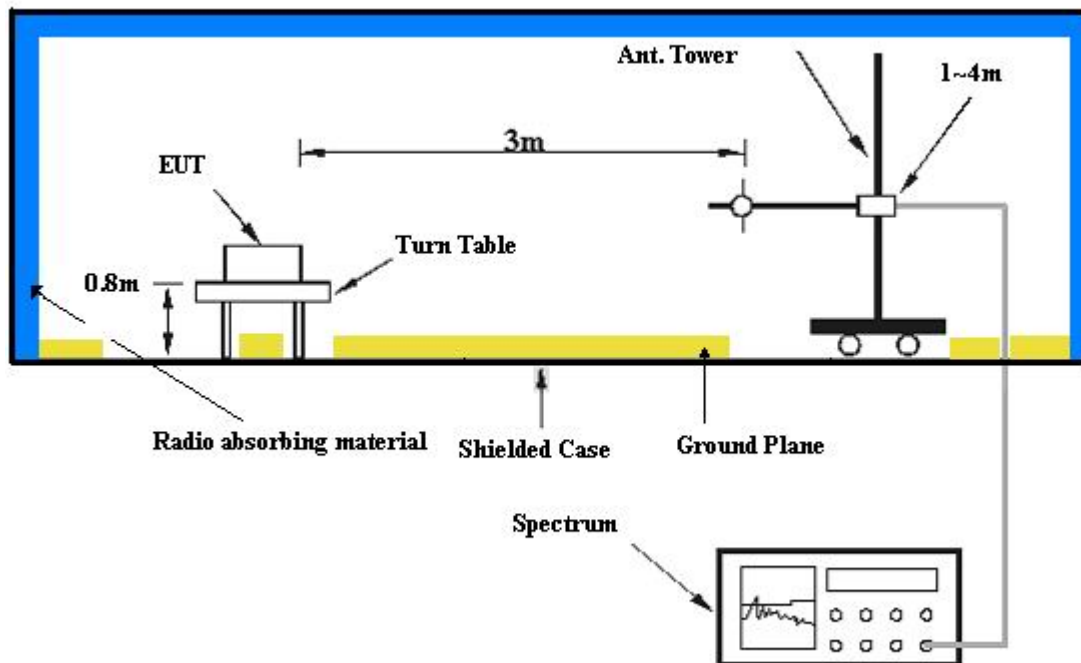 Ant. Tower
1~4m
3m
EUT
Turn Table
0.8m
Radio absorbing material
Shielded Case
Ground Plane
Spectrum